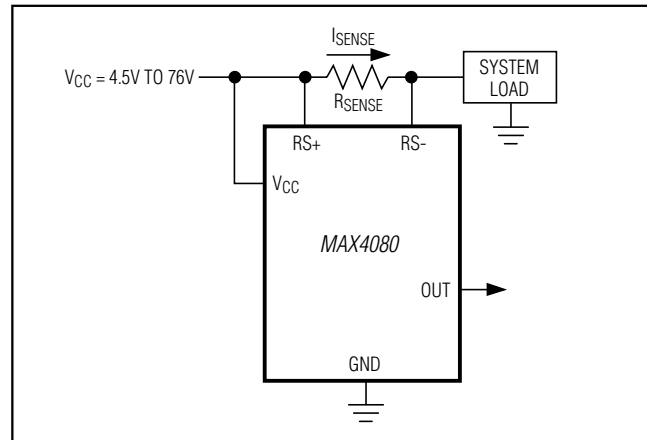 ISENSE
VCC = 4.5V TO 76V
RSENSE
SYSTEM
LOAD
RS+
RS-
VCC
MAX4080
OUT
GND